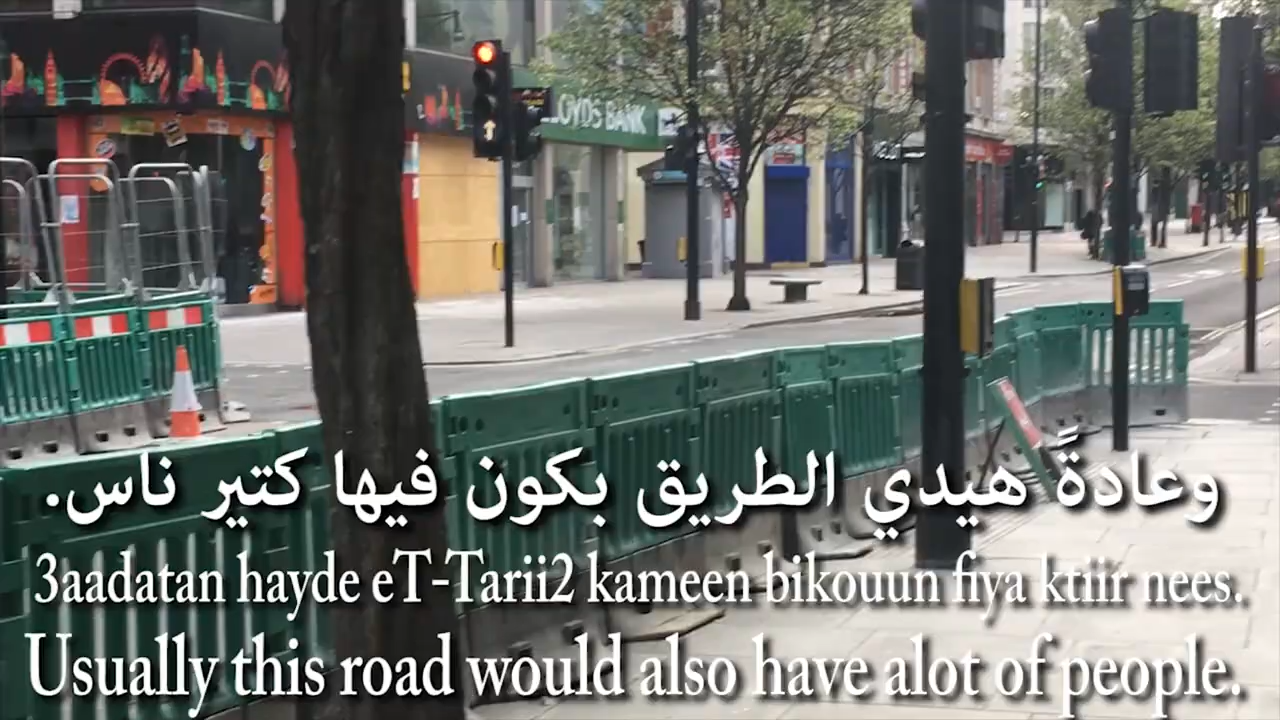 LOYDS BANK
وعادةً هيدي الطريق بكون فيها كتير ناس.
3aadatan hayde eT-Tarii2 kameen bikouun fiya ktiir nees.
Usually this road would also have alot of people.